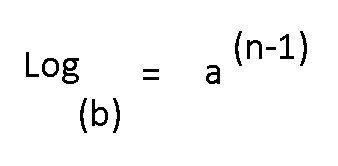 Log (b) = a (n-1)